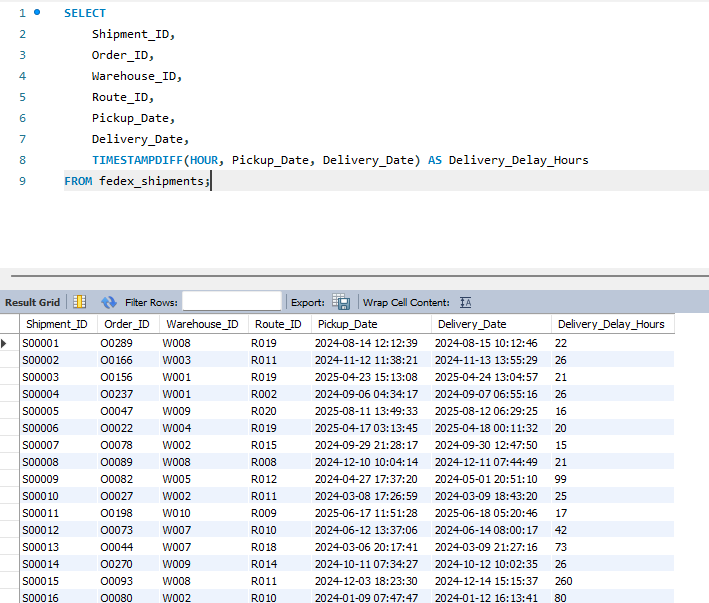 1 SELECT
2 Shipment_ID,
3 Order_ID,
4 Warehouse_ID,
5 Route_ID,
6 Pickup_Date,
7 Delivery_Date,
8 TIMESTAMPDIFF(HOUR, Pickup_Date, Delivery_Date) AS Delivery_Delay_Hours
9 FROM fedex_shipments;
Result Grid Filter Rows: Export: Wrap Cell Content: IA
Shipment_ID Order_ID Warehouse_ID Route_ID Pickup_Date Delivery_Date Delivery_Delay_Hours
S00001 O0289 W008 R019 2024-08-14 12:12:39 2024-08-15 10:12:46 22
S00002 O0166 W003 R011 2024-11-12 11:38:21 2024-11-13 13:55:29 26
S00003 O0156 W001 R019 2025-04-23 15:13:08 2025-04-24 13:04:57 21
S00004 O0237 W001 R002 2024-09-06 04:34:17 2024-09-07 06:55:16 26
S00005 O0047 W009 R020 2025-08-11 13:49:33 2025-08-12 06:29:25 16
S00006 O0022 W004 R019 2025-04-17 03:13:45 2025-04-18 00:11:32 20
S00007 O0078 W002 R015 2024-09-29 21:28:17 2024-09-30 12:47:50 15
S00008 O0089 W008 R008 2024-12-10 10:04:14 2024-12-11 07:44:49 21
S00009 O0082 W005 R012 2024-04-27 17:37:20 2024-05-01 20:51:10 99
S00010 O0027 W002 R011 2024-03-08 17:26:59 2024-03-09 18:43:20 25
S00011 O0198 W010 R009 2025-06-17 11:51:28 2025-06-18 05:20:46 17
S00012 O0073 W007 R010 2024-06-12 13:37:06 2024-06-14 08:00:17 42
S00013 O0044 W007 R018 2024-03-06 20:17:41 2024-03-09 21:27:16 73
S00014 O0270 W009 R014 2024-10-11 07:34:27 2024-10-12 10:02:35 26
S00015 O0093 W008 R011 2024-12-03 18:23:30 2024-12-14 15:15:37 260
S00016 O0080 W002 R010 2024-01-09 07:47:47 2024-01-12 16:13:41 80